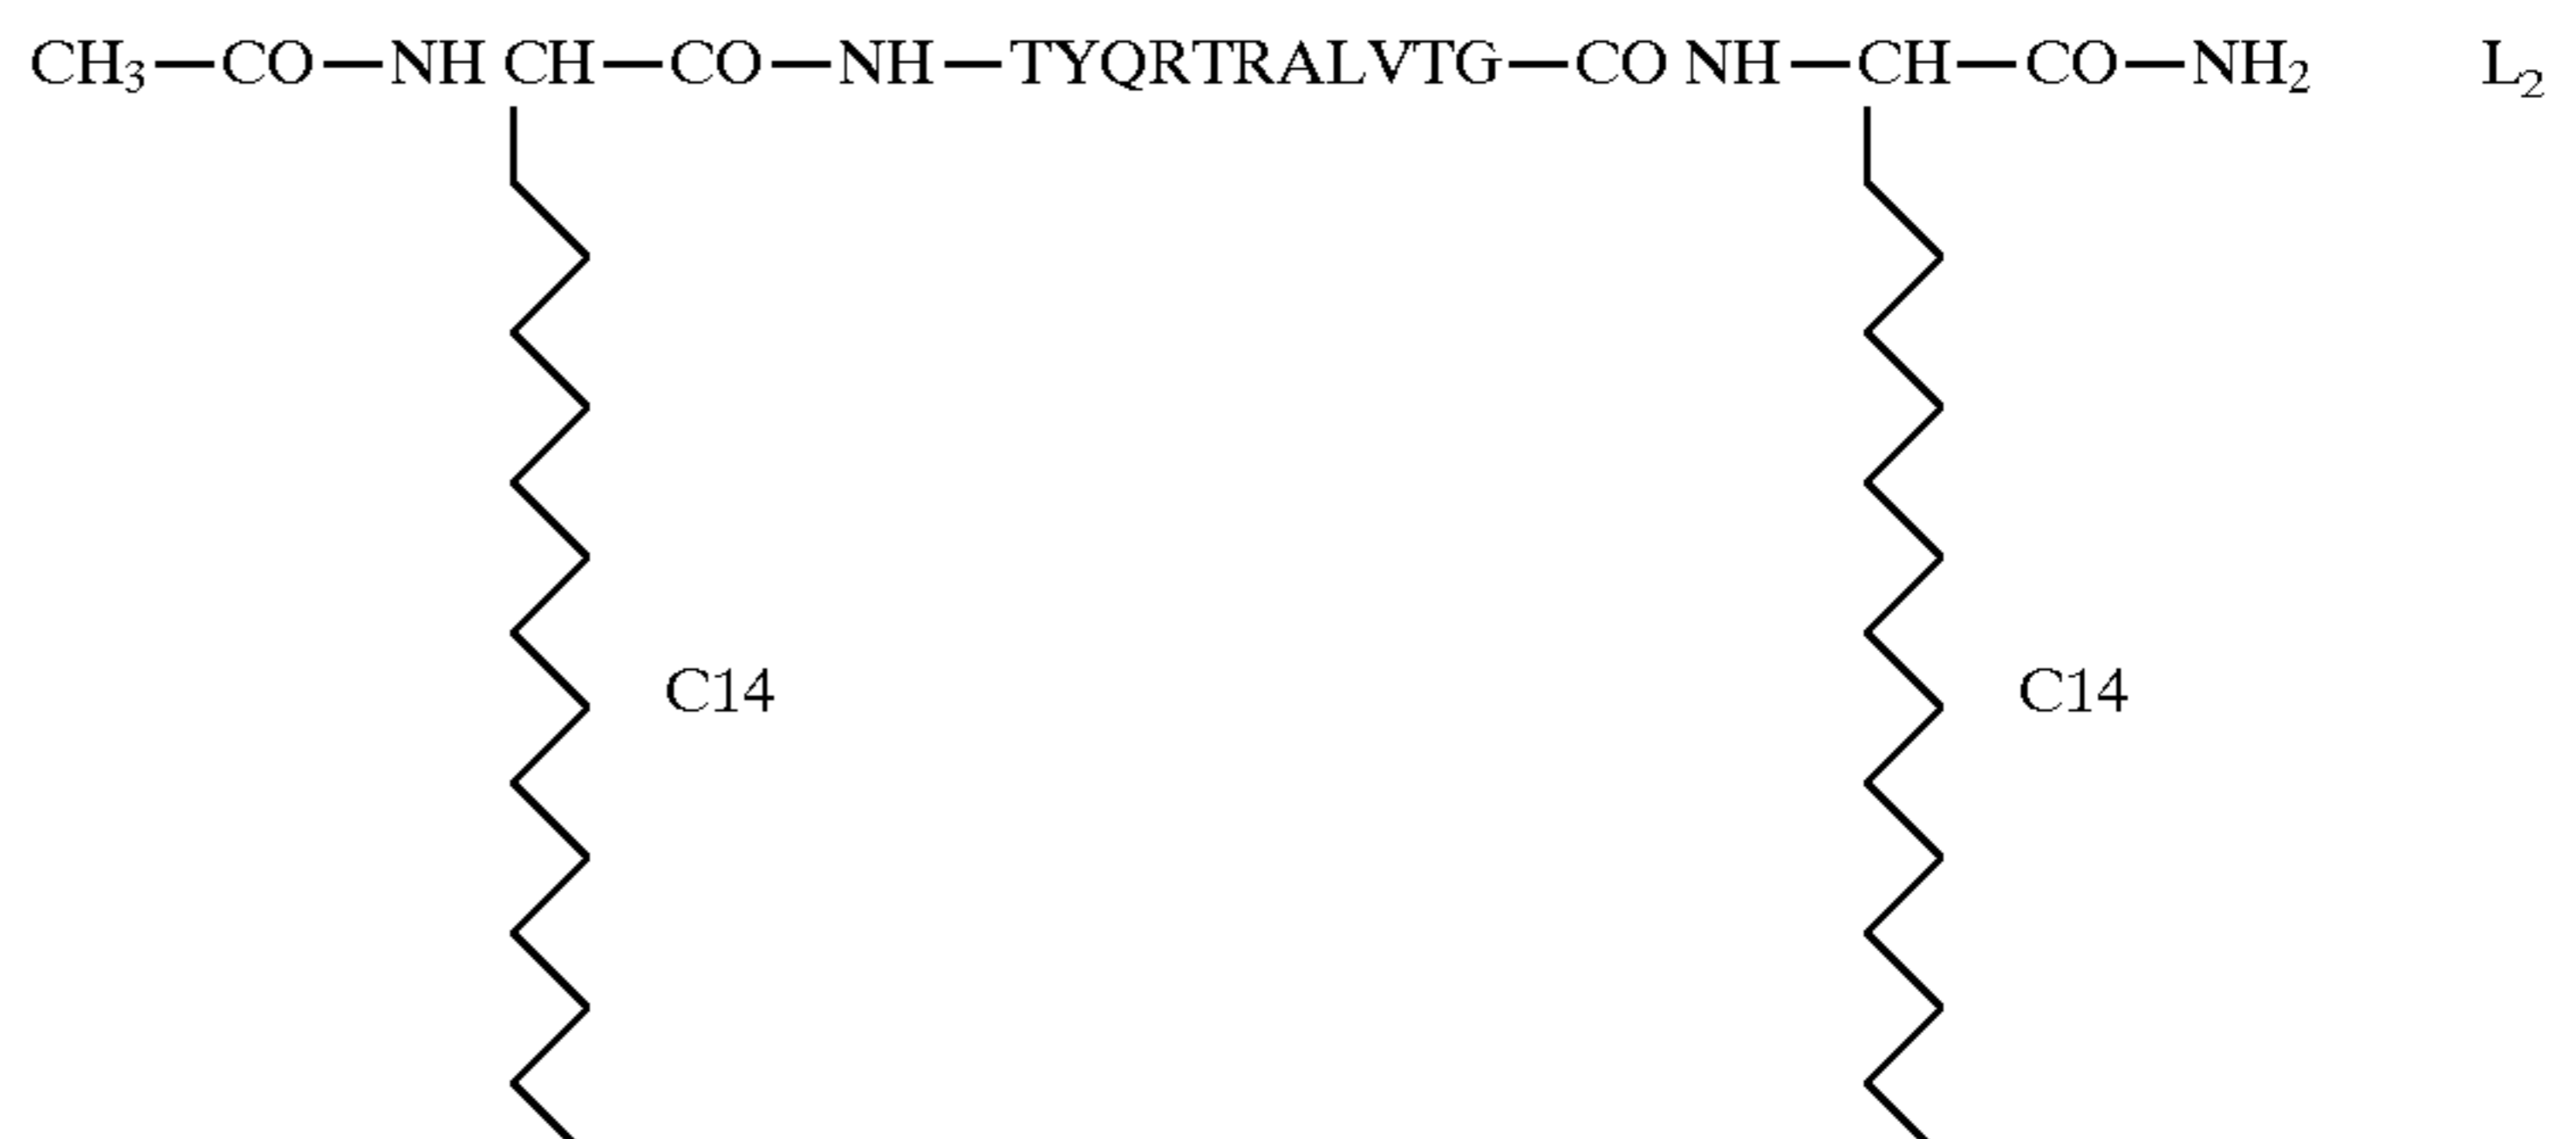 CH₃—CO—NH CH—CO—NH—TYQRTRALVTG—CO NH—CH—CO—NH₂ L₂
C14 C14